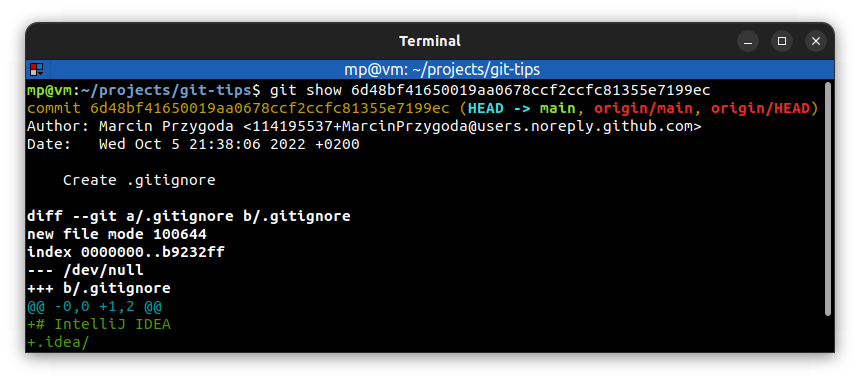 Terminal
mp@vm: ~/projects/git-tips
mp@vm:~/projects/git-tips$ git show 6d48bf41650019aa0678ccf2ccfc81355e7199ec
commit 6d48bf41650019aa0678ccf2ccfc81355e7199ec (HEAD -> main, origin/main, origin/HEAD)
Author: Marcin Przygoda <114195537+MarcinPrzygoda@users.noreply.github.com>
Date:   Wed Oct 5 21:38:06 2022 +0200
    Create .gitignore
diff --git a/.gitignore b/.gitignore
new file mode 100644
index 0000000..b9232ff
--- /dev/null
+++ b/.gitignore
@@ -0,0 +1,2 @@
+# IntelliJ IDEA
+.idea/